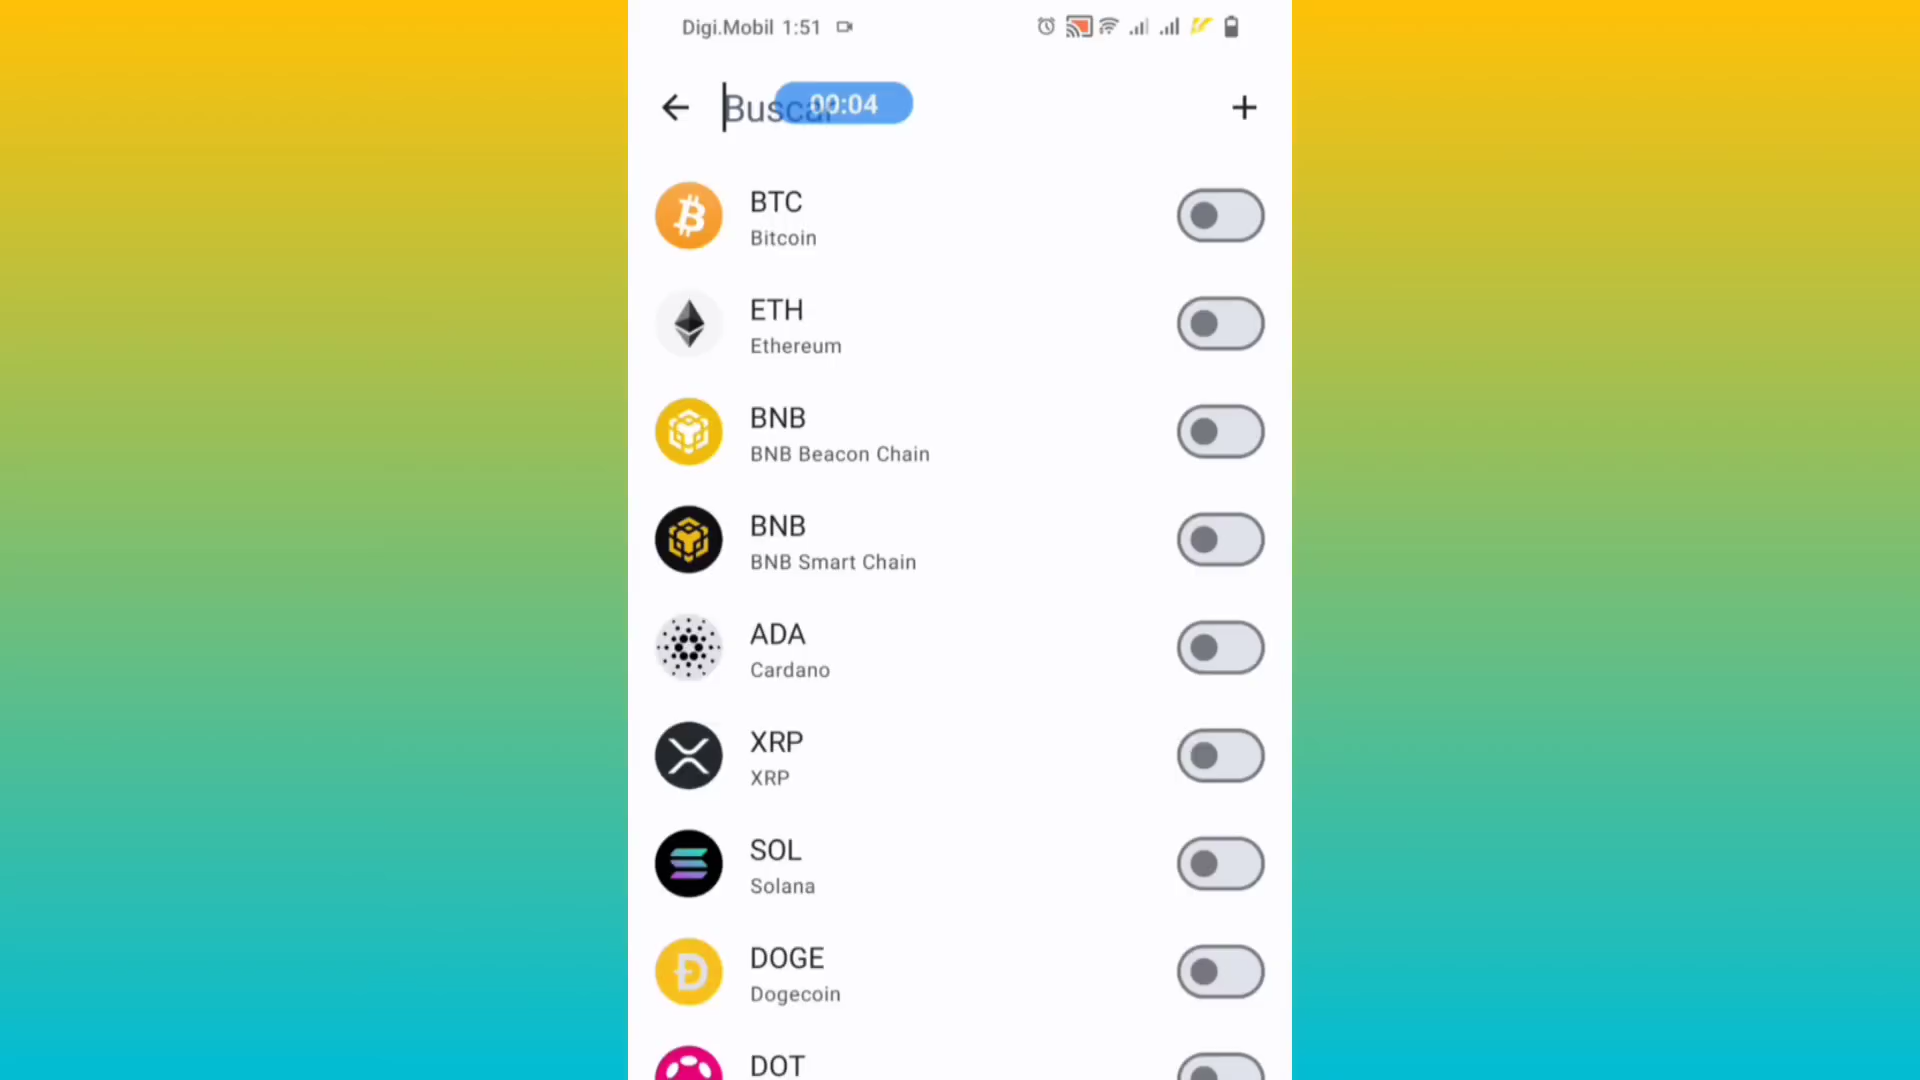 Digi.Mobil 1:51
Buscar
00:04
BTC
Bitcoin
ETH
Ethereum
BNB
BNB Beacon Chain
BNB
BNB Smart Chain
ADA
Cardano
XRP
XRP
SOL
Solana
DOGE
Dogecoin
DOT